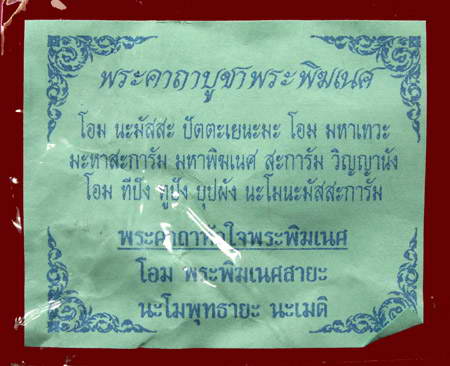 พระคาถาบูชาพระพิฆเนศ
โอม นะมัสสะ ปัตตะเยนะมะ โอม มหาเทวะ
มะหาสะการัม มหาพิฆเนศ สะการัม วิญญานัง
โอม ทีปัง ทูปัง ยุปผัง นะโมนะมัสสะการัม
พระคาถาหัวใจพระพิฆเนศ
โอม พระพิฆเนศสายะ
นะโมพุทธายะ นะเมติ